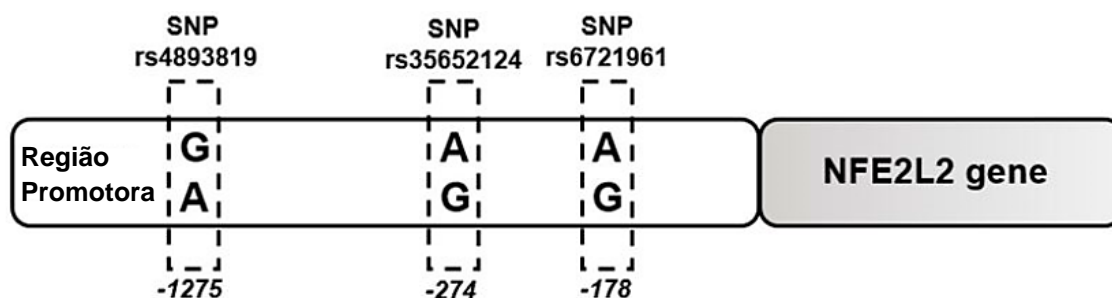 SNP
rs4893819
SNP
rs35652124
SNP
rs6721961
Região
Promotora
G
A
A
G
A
G
NFE2L2 gene
-1275
-274
-178